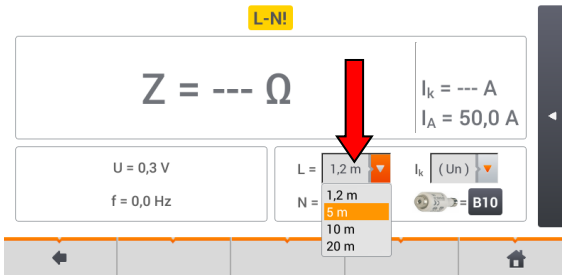 L-N!
Z = --- Ω
Ik = --- A
IA = 50,0 A
U = 0,3 V
f = 0,0 Hz
L = 1,2 m
Ik (Un)
N =
= B10
1,2 m
5 m
10 m
20 m